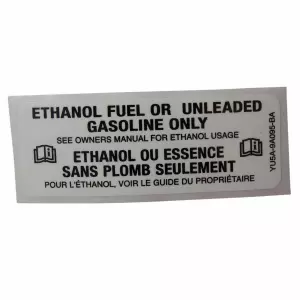 ETHANOL FUEL OR UNLEADED
GASOLINE ONLY
SEE OWNERS MANUAL FOR ETHANOL USAGE
ETHANOL OU ESSENCE
SANS PLOMB SEULEMENT
POUR L'ÉTHANOL, VOIR LE GUIDE DU PROPRIÉTAIRE
YU5A-9A095-BA